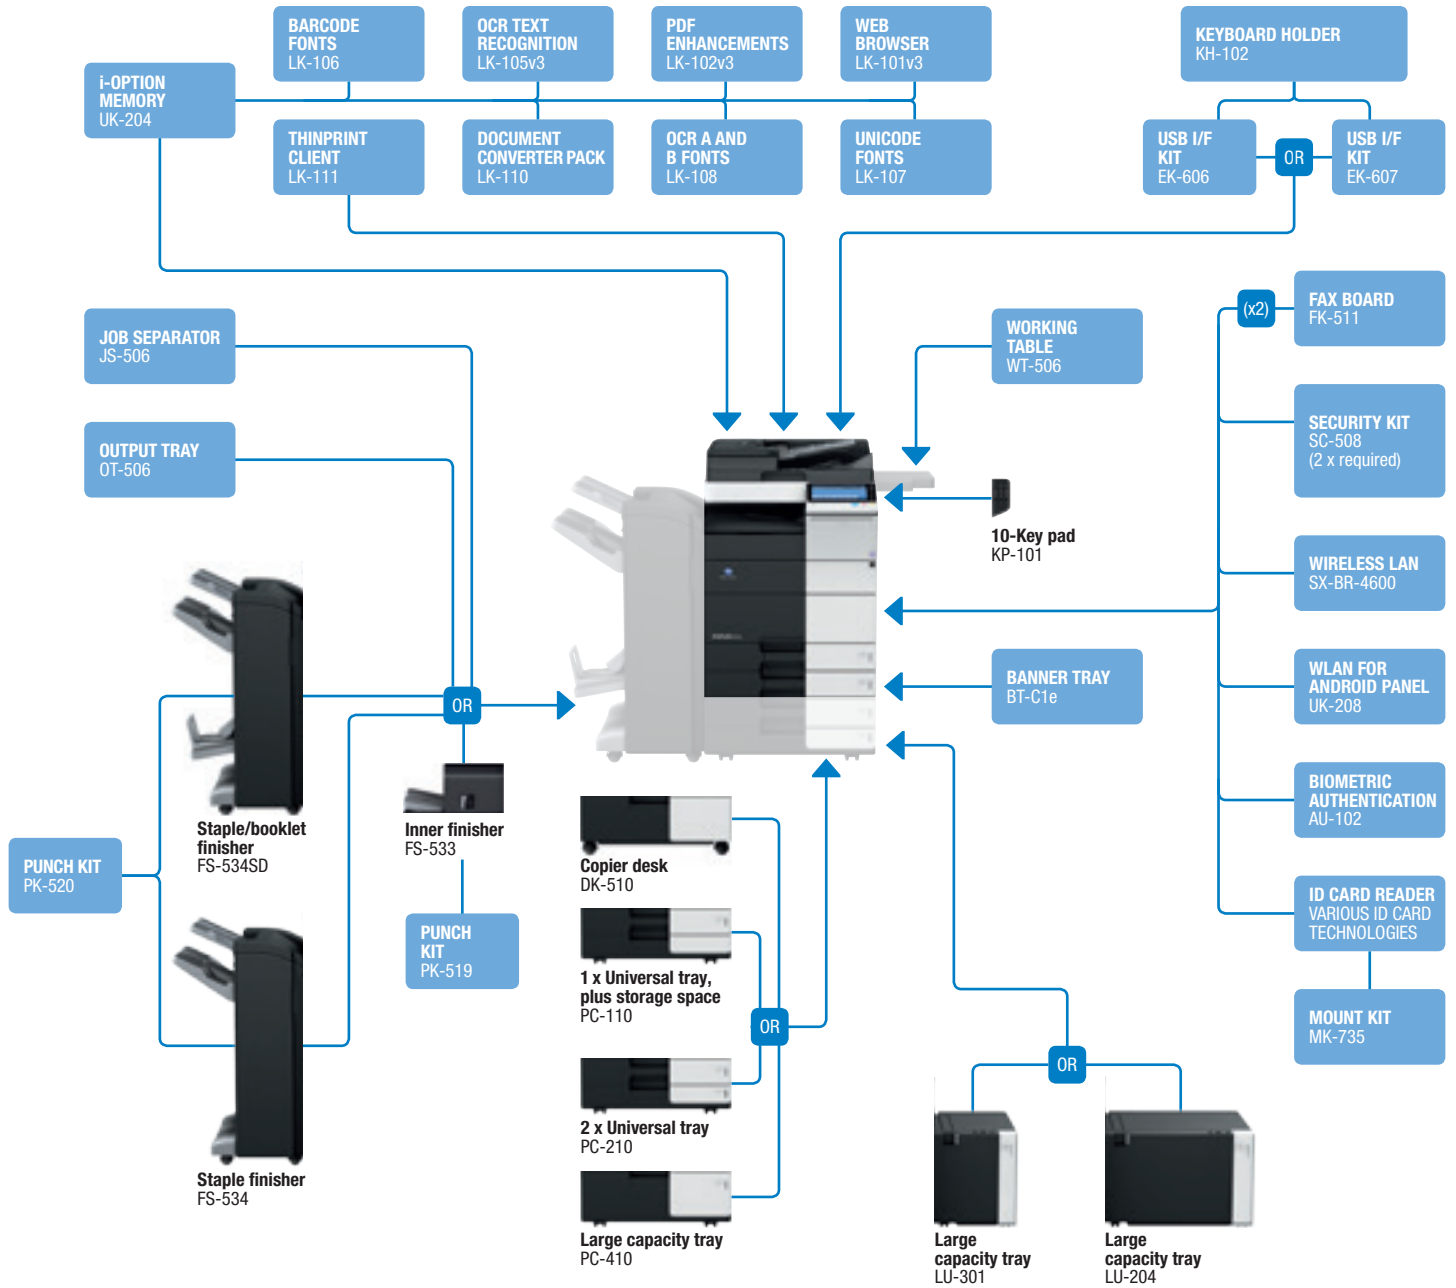 BARCODE
FONTS
LK-106
OCR TEXT
RECOGNITION
LK-105v3
PDF
ENHANCEMENTS
LK-102v3
WEB
BROWSER
LK-101v3
KEYBOARD HOLDER
KH-102
i-OPTION
MEMORY
UK-204
THINPRINT
CLIENT
LK-111
DOCUMENT
CONVERTER PACK
LK-110
OCR A AND
B FONTS
LK-108
UNICODE
FONTS
LK-107
USB I/F
KIT
EK-606
OR
USB I/F
KIT
EK-607
JOB SEPARATOR
JS-506
WORKING
TABLE
WT-506
(x2)
FAX BOARD
FK-511
OUTPUT TRAY
OT-506
SECURITY KIT
SC-508
(2 x required)
10-Key pad
KP-101
WIRELESS LAN
SX-BR-4600
OR
BANNER TRAY
BT-C1e
WLAN FOR
ANDROID PANEL
UK-208
BIOMETRIC
AUTHENTICATION
AU-102
Staple/booklet
finisher
FS-534SD
Inner finisher
FS-533
Copier desk
DK-510
PUNCH KIT
PK-520
PUNCH
KIT
PK-519
ID CARD READER
VARIOUS ID CARD
TECHNOLOGIES
1 x Universal tray,
plus storage space
PC-110
OR
MOUNT KIT
MK-735
OR
2 x Universal tray
PC-210
Staple finisher
FS-534
Large capacity tray
PC-410
Large
capacity tray
LU-301
Large
capacity tray
LU-204